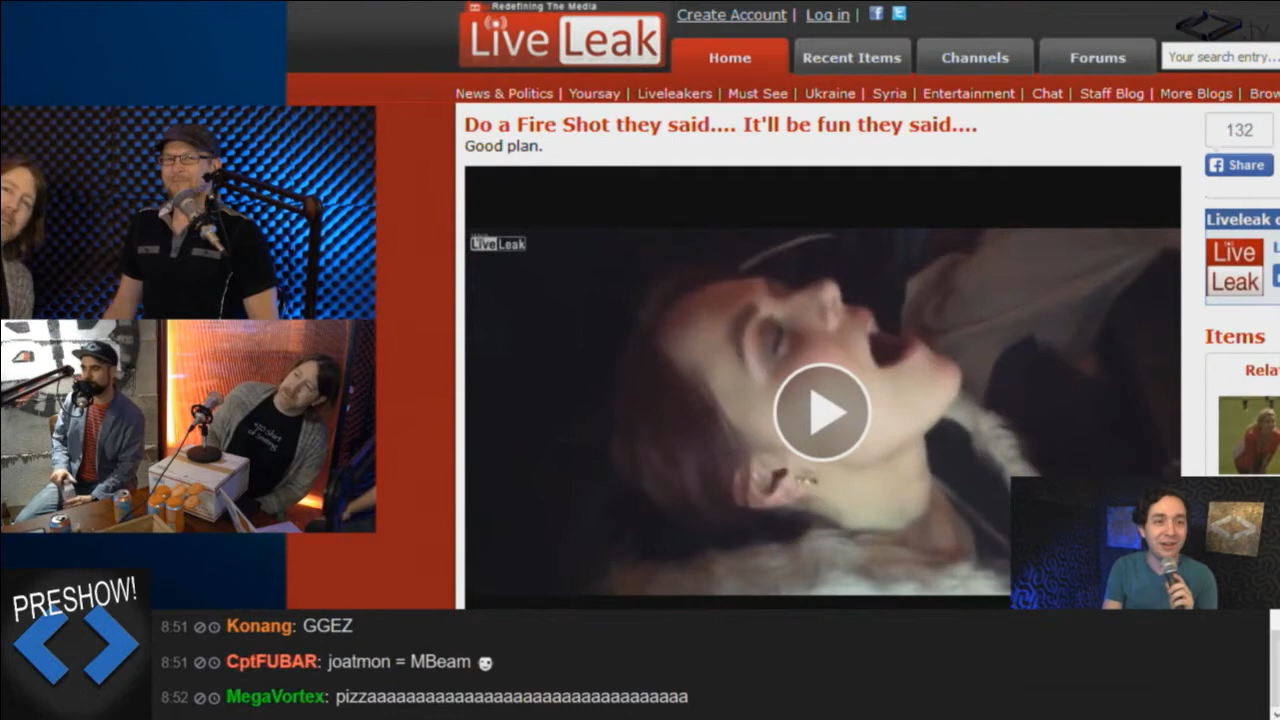 Redefining The Media
LiveLeak
Create Account | Log in |
Your search entry...
Home
Recent Items
Channels
Forums
News & Politics | Yoursay | Liveleakers | Must See | Ukraine | Syria | Entertainment | Chat | Staff Blog | More Blogs | Brow
Do a Fire Shot they said.... It'll be fun they said....
Good plan.
132
Share
Liveleak o
Live
Leak
LiveLeak
Items
Rela
PRESHOW!
8:51 Konang: GGEZ
8:51 CptFUBAR: joatmon = MBeam
8:52 MegaVortex: pizzaaaaaaaaaaaaaaaaaaaaaaaaaaaaaaaaa